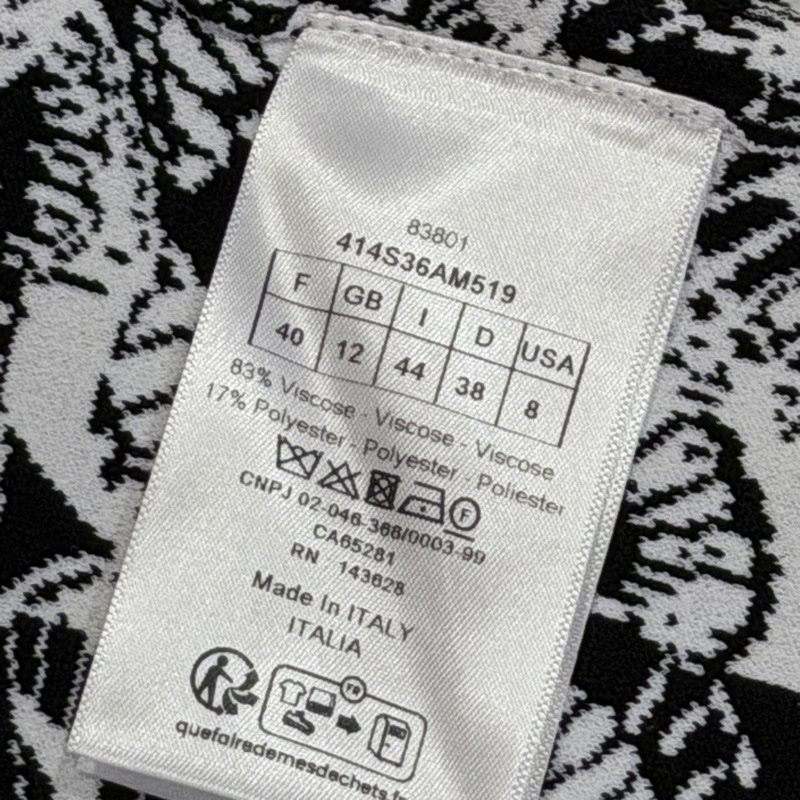 83801
414S36AM519
F GB I D USA
40 12 44 38 8
83% Viscose - Viscose - Viscose
17% Polyester - Polyester - Poliester
F
CNPJ 02-046-368/0003-99
CA65281
RN 143628
Made In ITALY
ITALIA
FR
quefairedemesdechets.fr